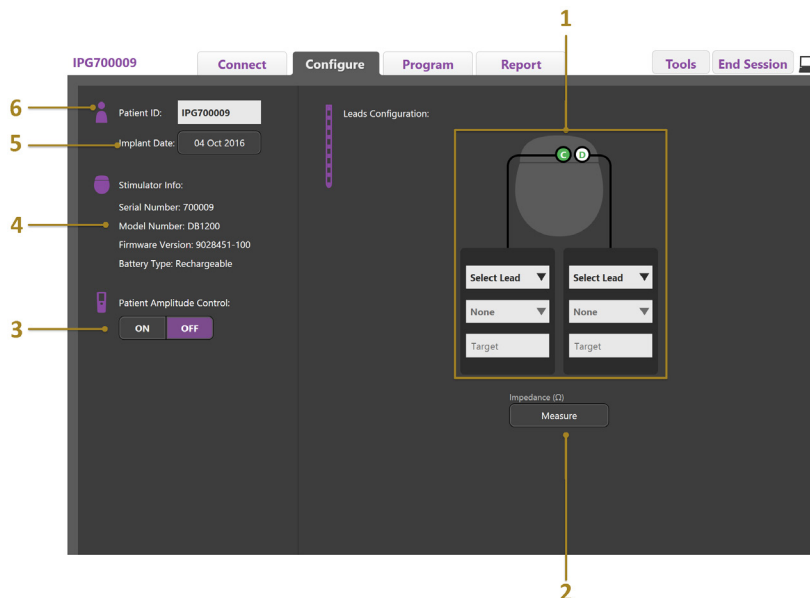 1
IPG700009
Connect
Configure
Program
Report
Tools
End Session
6
Patient ID:
IPG700009
Leads Configuration:
5
Implant Date:
04 Oct 2016
C
D
Stimulator Info:
Serial Number: 700009
4
Model Number: DB1200
Firmware Version: 9028451-100
Battery Type: Rechargeable
Select Lead
Select Lead
Patient Amplitude Control:
None
None
3
ON
OFF
Target
Target
Impedance (Ω)
Measure
2